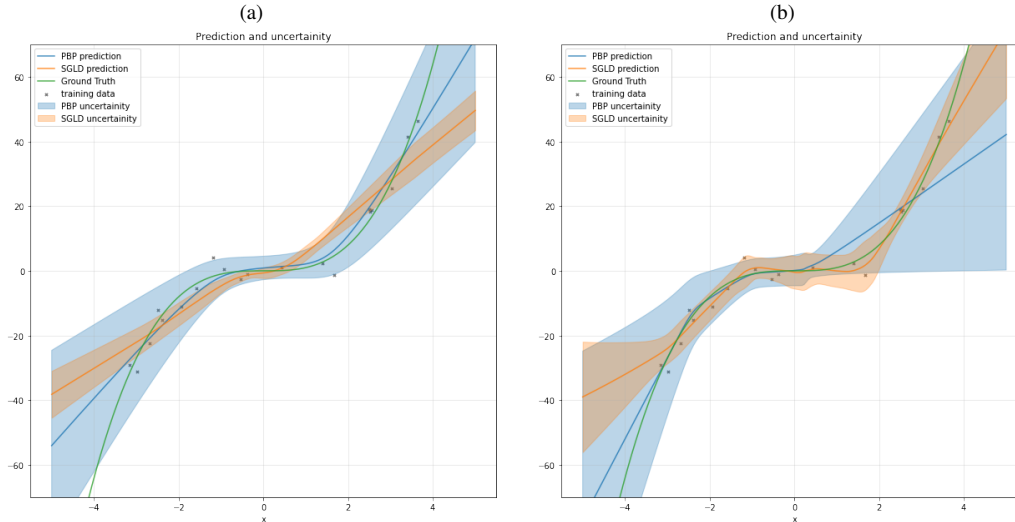 (a)
Prediction and uncertainity
PBP prediction
SGLD prediction
Ground Truth
training data
PBP uncertainity
SGLD uncertainity
60
40
20
0
−20
−40
−60
−4 −2 0 2 4
x
(b)
Prediction and uncertainity
PBP prediction
SGLD prediction
Ground Truth
training data
PBP uncertainity
SGLD uncertainity
60
40
20
0
−20
−40
−60
−4 −2 0 2 4
x